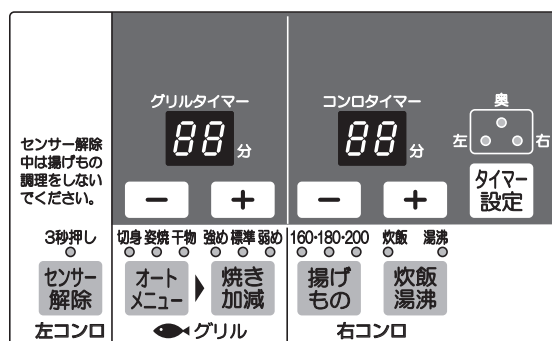 グリルタイマー
88分
− +
コンロタイマー
88分
− +
奥
左 右
タイマー
設定
センサー解除
中は揚げもの
調理をしない
でください。
3秒押し
センサー
解除
左コンロ
切身 姿焼 干物 強め 標準 弱め
オート
メニュー
焼き
加減
グリル
160・180・200 炊飯 湯沸
揚げ
もの
炊飯
湯沸
右コンロ